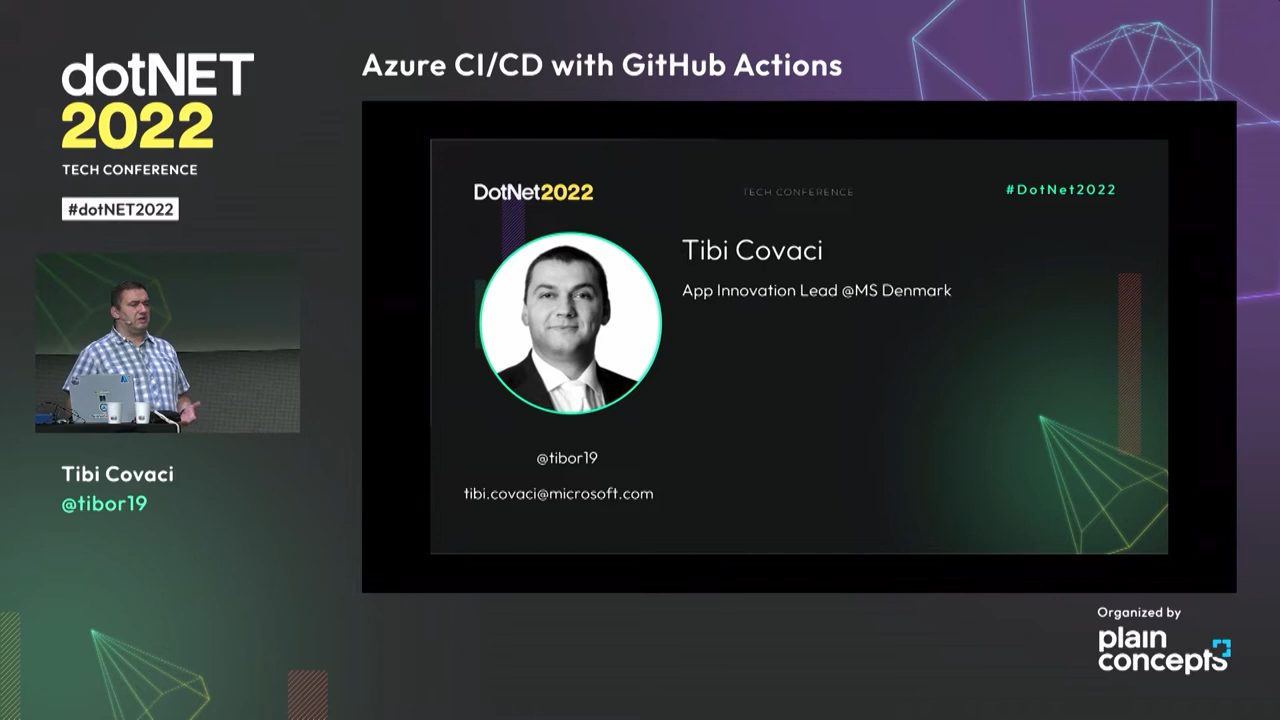 dotNET
2022
TECH CONFERENCE
#dotNET2022
Tibi Covaci
@tibor19
Azure CI/CD with GitHub Actions
DotNet2022
TECH CONFERENCE
#DotNet2022
Tibi Covaci
App Innovation Lead @MS Denmark
@tibor19
tibi.covaci@microsoft.com
Organized by
plain
concepts